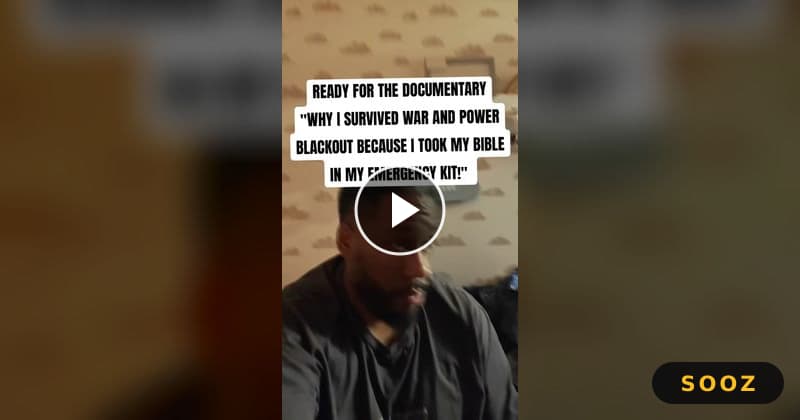 READY FOR THE DOCUMENTARY
"WHY I SURVIVED WAR AND POWER
BLACKOUT BECAUSE I TOOK MY BIBLE
IN MY EMERGENCY KIT!"
SOOZ